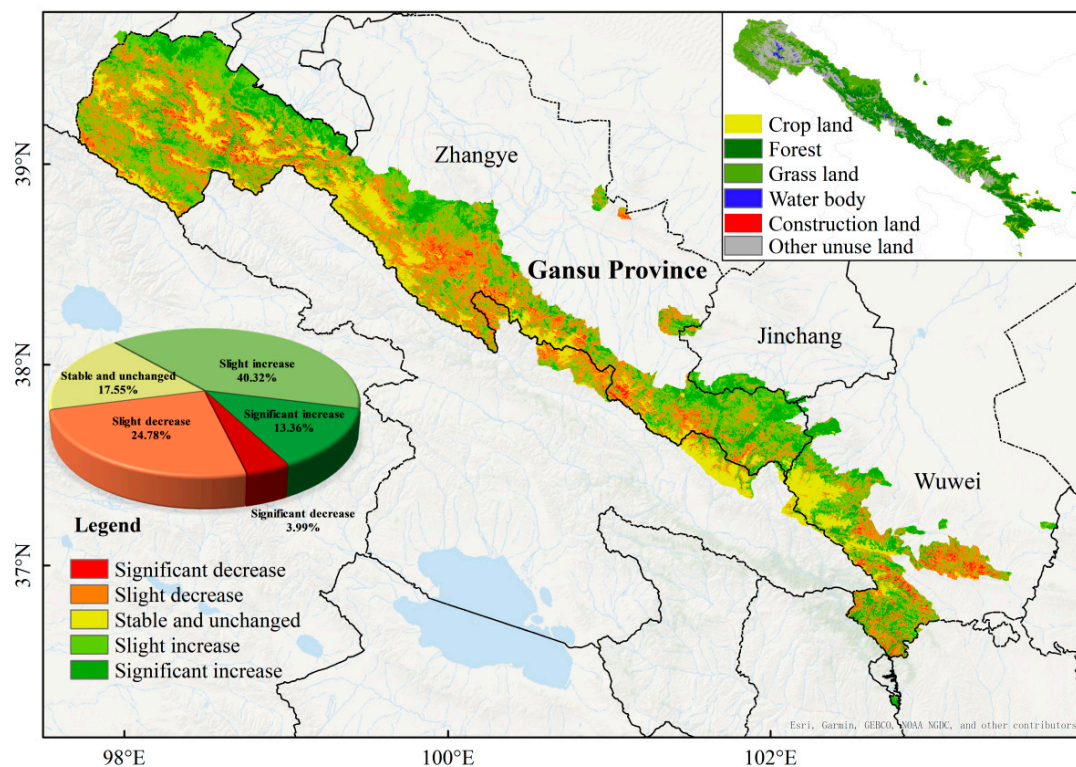 39°N
38°N
37°N
98°E
100°E
102°E
Zhangye
Gansu Province
Jinchang
Wuwei
Crop land
Forest
Grass land
Water body
Construction land
Other unuse land
Slight increase
40.32%
Stable and unchanged
17.55%
Significant increase
13.36%
Slight decrease
24.78%
Significant decrease
3.99%
Legend
Significant decrease
Slight decrease
Stable and unchanged
Slight increase
Significant increase
Esri, Garmin, GEBCO, NOAA NGDC, and other contributors